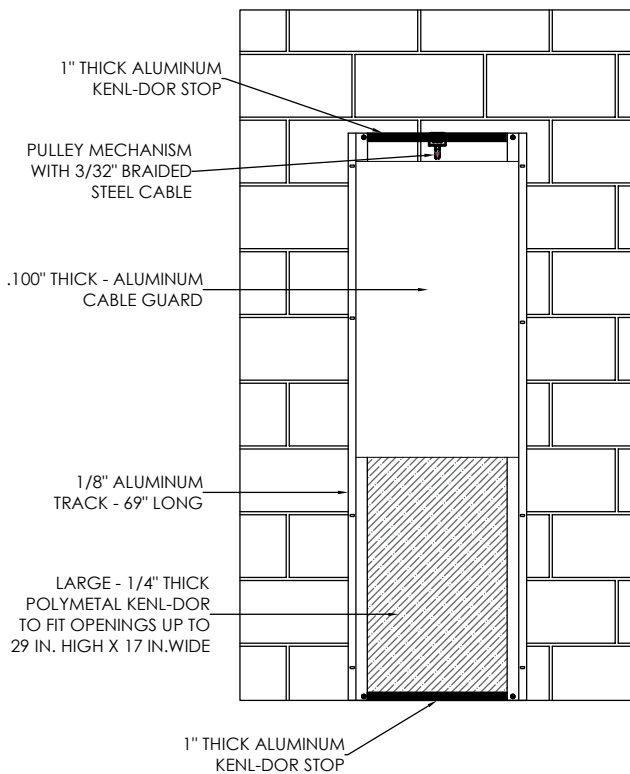 1" THICK ALUMINUM
KENL-DOR STOP
PULLEY MECHANISM
WITH 3/32" BRAIDED
STEEL CABLE
.100" THICK - ALUMINUM
CABLE GUARD
1/8" ALUMINUM
TRACK - 69" LONG
LARGE - 1/4" THICK
POLYMETAL KENL-DOR
TO FIT OPENINGS UP TO
29 IN. HIGH X 17 IN.WIDE
1" THICK ALUMINUM
KENL-DOR STOP